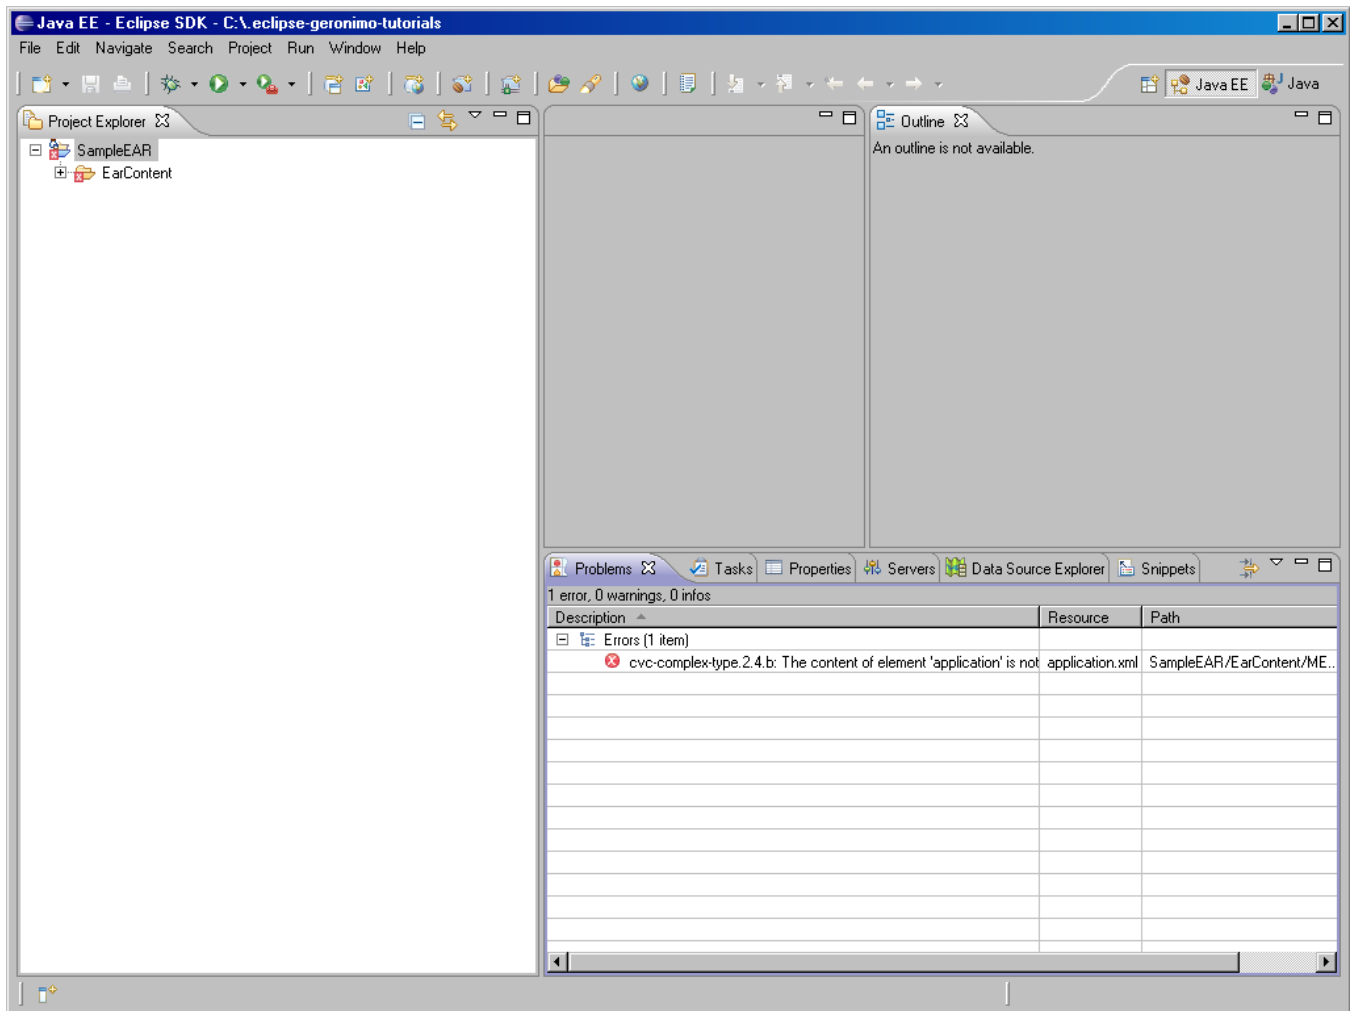 Java EE - Eclipse SDK - C:\.eclipse-geronimo-tutorials
File Edit Navigate Search Project Run Window Help
Java EE Java
Project Explorer
SampleEAR
EarContent
Outline
An outline is not available.
Problems Tasks Properties Servers Data Source Explorer Snippets
1 error, 0 warnings, 0 infos
Description Resource Path
Errors (1 item)
cvc-complex-type.2.4.b: The content of element 'application' is not application.xml SampleEAR/EarContent/ME...